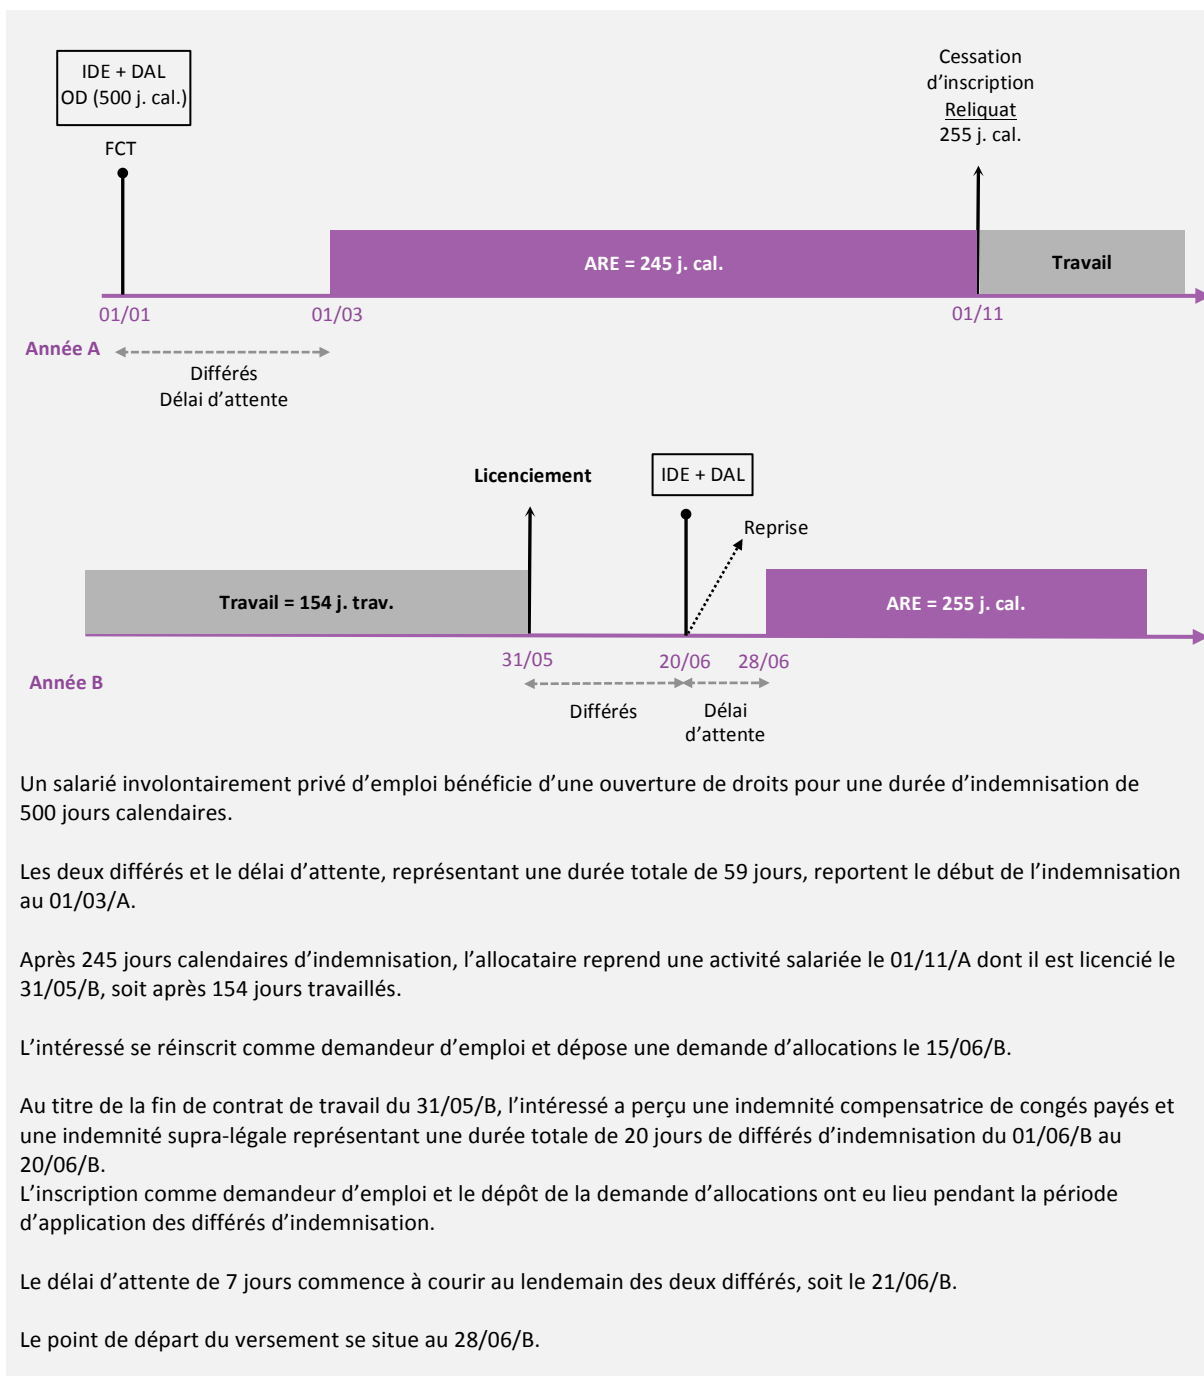 IDE + DAL
OD (500 j. cal.)
FCT
Cessation
d’inscription
Reliquat
255 j. cal.
ARE = 245 j. cal.
Travail
01/01
01/03
01/11
Année A
Différés
Délai d’attente
Licenciement
IDE + DAL
Reprise
Travail = 154 j. trav.
ARE = 255 j. cal.
31/05
20/06
28/06
Année B
Différés
Délai
d’attente
Un salarié involontairement privé d’emploi bénéficie d’une ouverture de droits pour une durée d’indemnisation de
500 jours calendaires.
Les deux différés et le délai d’attente, représentant une durée totale de 59 jours, reportent le début de l’indemnisation
au 01/03/A.
Après 245 jours calendaires d’indemnisation, l’allocataire reprend une activité salariée le 01/11/A dont il est licencié le
31/05/B, soit après 154 jours travaillés.
L’intéressé se réinscrit comme demandeur d’emploi et dépose une demande d’allocations le 15/06/B.
Au titre de la fin de contrat de travail du 31/05/B, l’intéressé a perçu une indemnité compensatrice de congés payés et
une indemnité supra-légale représentant une durée totale de 20 jours de différés d’indemnisation du 01/06/B au
20/06/B.
L’inscription comme demandeur d’emploi et le dépôt de la demande d’allocations ont eu lieu pendant la période
d’application des différés d’indemnisation.
Le délai d’attente de 7 jours commence à courir au lendemain des deux différés, soit le 21/06/B.
Le point de départ du versement se situe au 28/06/B.